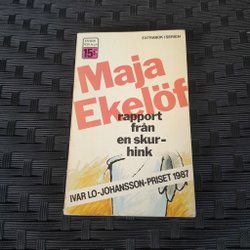 EXTRABOK I SERIEN
15:-
Maja
Ekelöf
rapport
från
en skur-
hink
IVAR LO-JOHANSSON-PRISET 1987